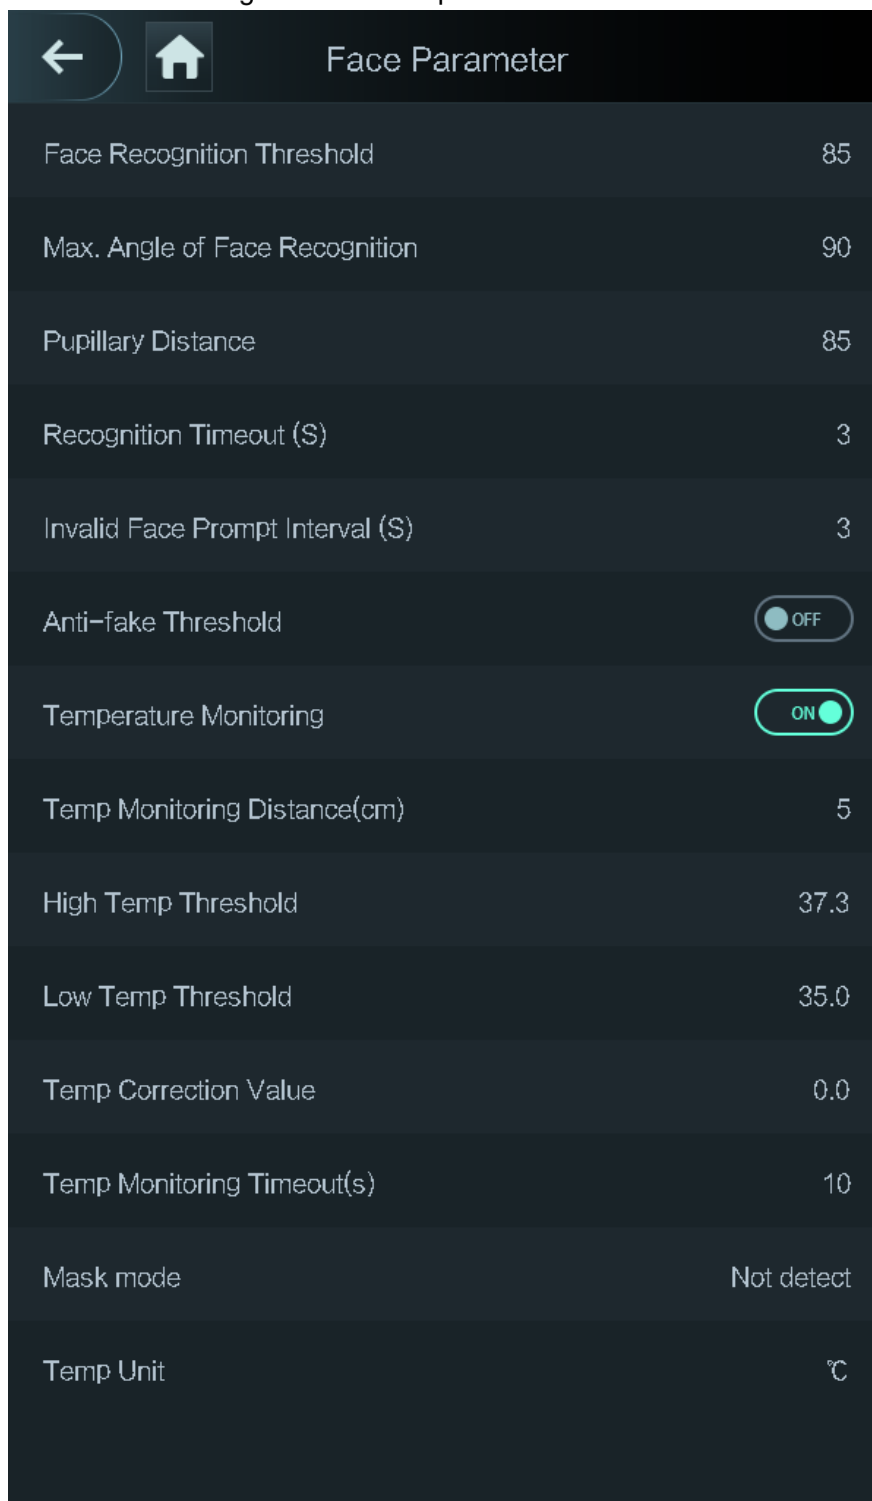 Face Parameter
Face Recognition Threshold 85
Max. Angle of Face Recognition 90
Pupillary Distance 85
Recognition Timeout (S) 3
Invalid Face Prompt Interval (S) 3
Anti-fake Threshold OFF
Temperature Monitoring ON
Temp Monitoring Distance(cm) 5
High Temp Threshold 37.3
Low Temp Threshold 35.0
Temp Correction Value 0.0
Temp Monitoring Timeout(s) 10
Mask mode Not detect
Temp Unit ℃